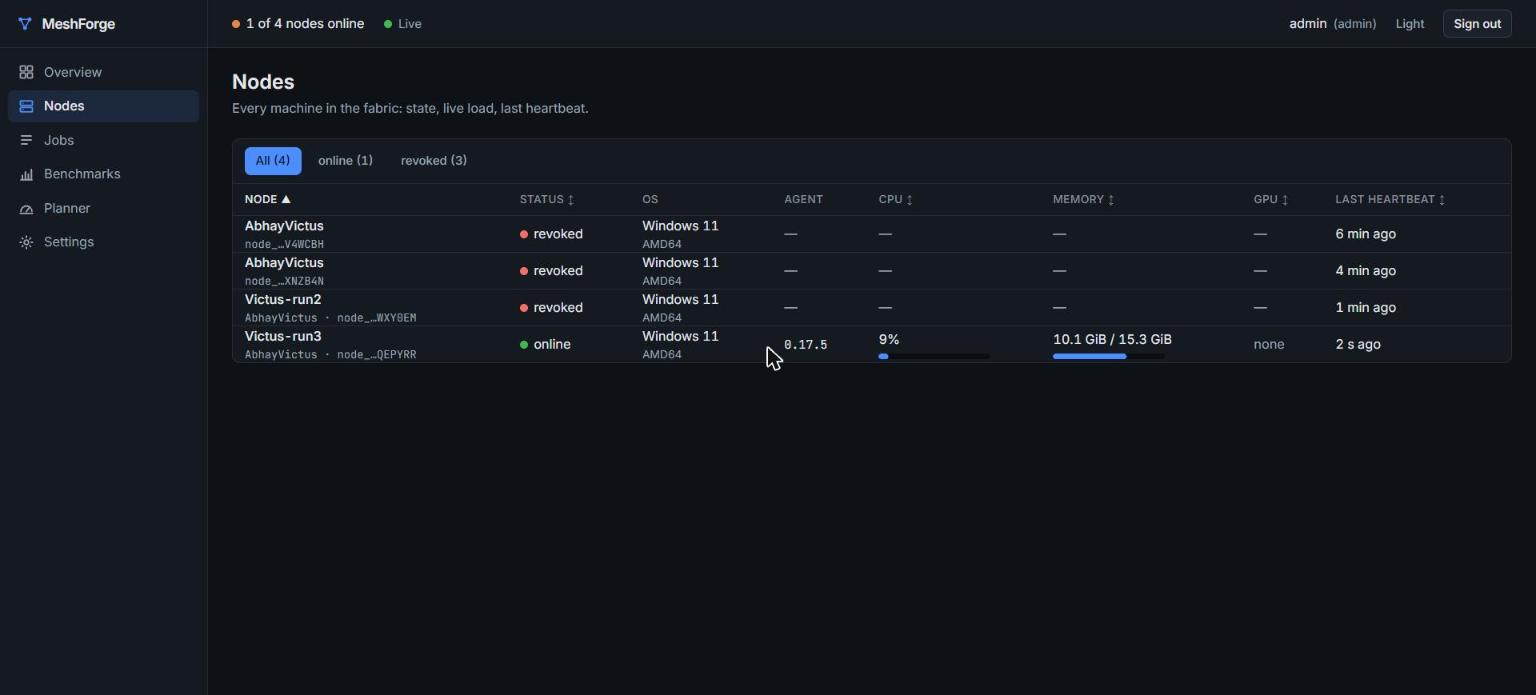 MeshForge
1 of 4 nodes online
Live
admin (admin)
Light
Sign out
Overview
Nodes
Jobs
Benchmarks
Planner
Settings
Nodes
Every machine in the fabric: state, live load, last heartbeat.
All (4) online (1) revoked (3)
NODE ▲ STATUS ↕ OS AGENT CPU ↕ MEMORY ↕ GPU ↕ LAST HEARTBEAT ↕
AbhayVictus revoked Windows 11 — — — — 6 min ago
node_…V4WCBH AMD64
AbhayVictus revoked Windows 11 — — — — 4 min ago
node_…XNZB4N AMD64
Victus-run2 revoked Windows 11 — — — — 1 min ago
AbhayVictus · node_…WXY0EM AMD64
Victus-run3 online Windows 11 0.17.5 9% 10.1 GiB / 15.3 GiB none 2 s ago
AbhayVictus · node_…QEPYRR AMD64